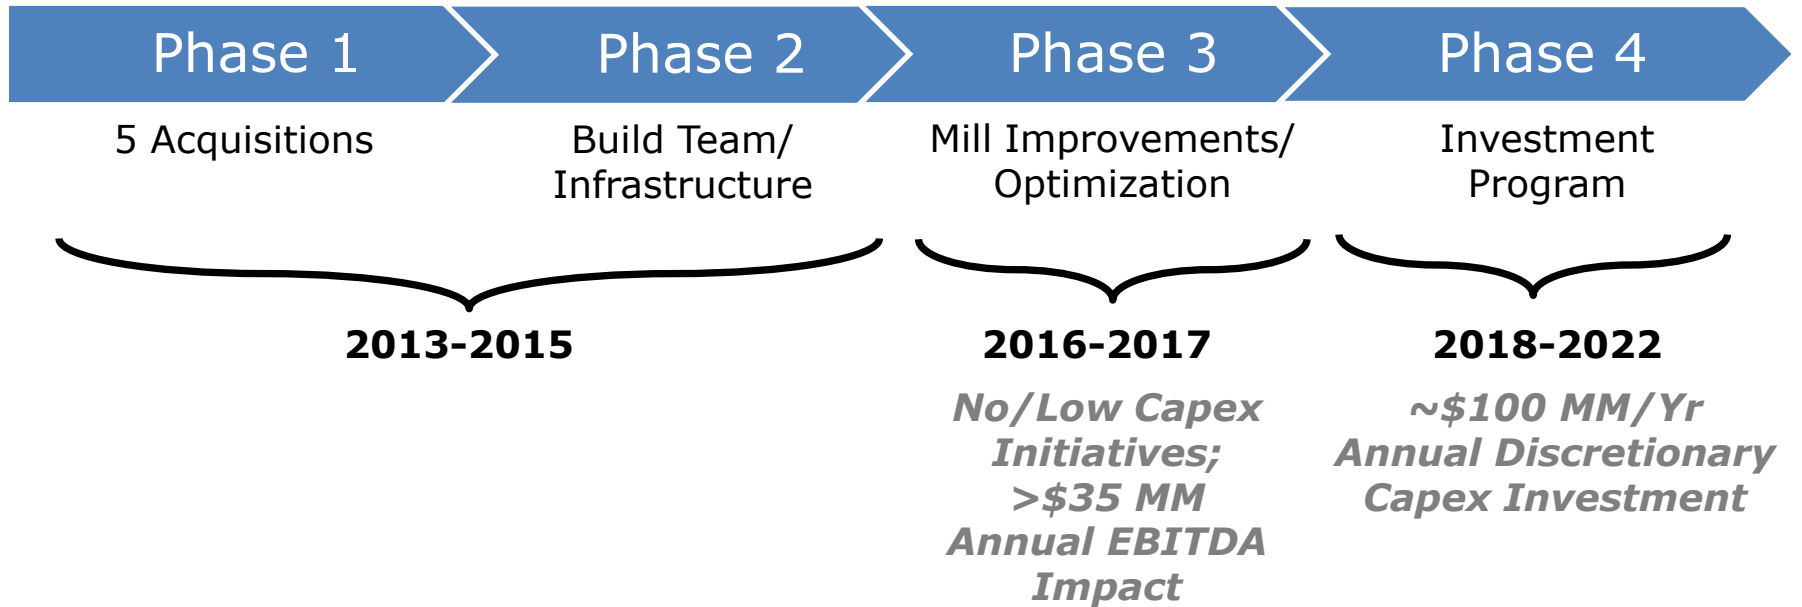 Phase 1
Phase 2
Phase 3
Phase 4
5 Acquisitions
Build Team/
Infrastructure
Mill Improvements/
Optimization
Investment
Program
2013-2015
2016-2017
2018-2022
No/Low Capex
Initiatives;
>$35 MM
Annual EBITDA
Impact
~$100 MM/Yr
Annual Discretionary
Capex Investment